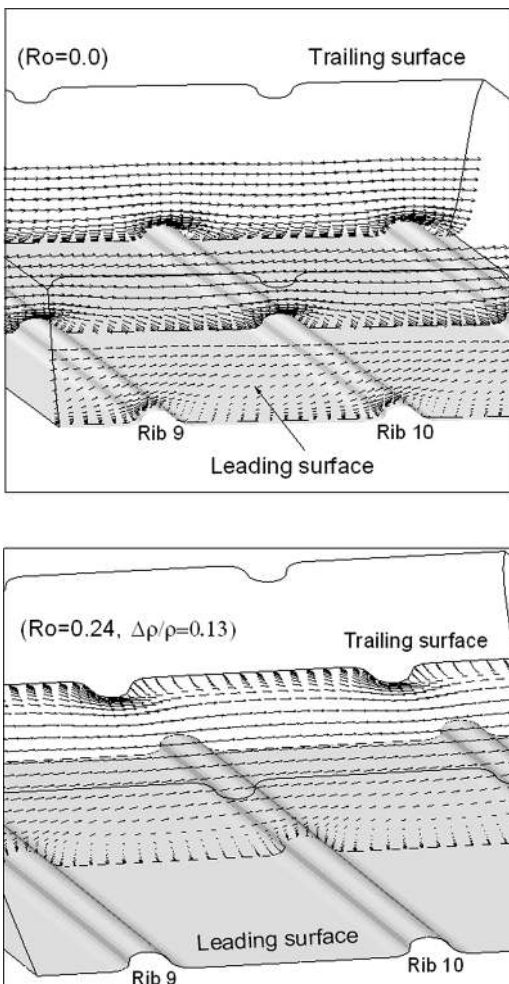 (Ro=0.0)
Trailing surface
Rib 9
Rib 10
Leading surface
(Ro=0.24, Δρ/ρ=0.13)
Trailing surface
Leading surface
Rib 9
Rib 10